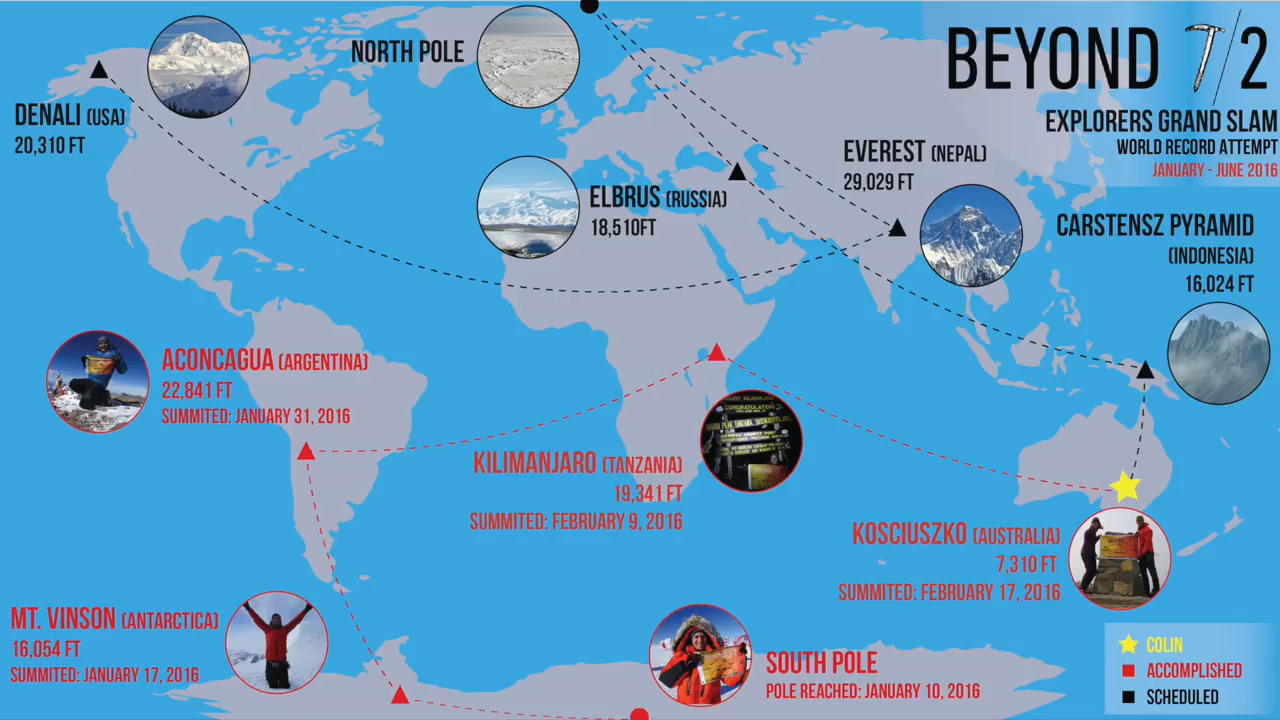 BEYOND 7/2
EXPLORERS GRAND SLAM
WORLD RECORD ATTEMPT
JANUARY - JUNE 2016
NORTH POLE
DENALI (USA)
20,310 FT
ELBRUS (RUSSIA)
18,510FT
EVEREST (NEPAL)
29,029 FT
CARSTENSZ PYRAMID
(INDONESIA)
16,024 FT
ACONCAGUA (ARGENTINA)
22,841 FT
SUMMITED: JANUARY 31, 2016
KILIMANJARO (TANZANIA)
19,341 FT
SUMMITED: FEBRUARY 9, 2016
CONGRATULATIONS
KOSCIUSZKO (AUSTRALIA)
7,310 FT
SUMMITED: FEBRUARY 17, 2016
MT. VINSON (ANTARCTICA)
16,054 FT
SUMMITED: JANUARY 17, 2016
SOUTH POLE
POLE REACHED: JANUARY 10, 2016
COLIN
ACCOMPLISHED
SCHEDULED